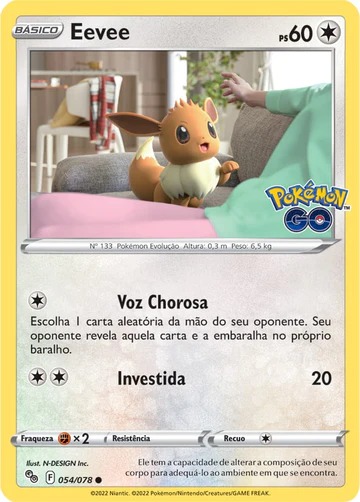 BÁSICO Eevee PS60
Pokémon
GO
Nº 133 Pokémon Evolução Altura: 0,3 m Peso: 6,5 kg
Voz Chorosa
Escolha 1 carta aleatória da mão do seu oponente. Seu
oponente revela aquela carta e a embaralha no próprio
baralho.
Investida 20
Fraqueza ×2 Resistência Recuo
Ilust. N-DESIGN Inc.
F 054/078
Ele tem a capacidade de alterar a composição de seu
corpo para adequá-lo ao ambiente em que se encontra.
©2022 Niantic. ©2022 Pokémon/Nintendo/Creatures/GAME FREAK.